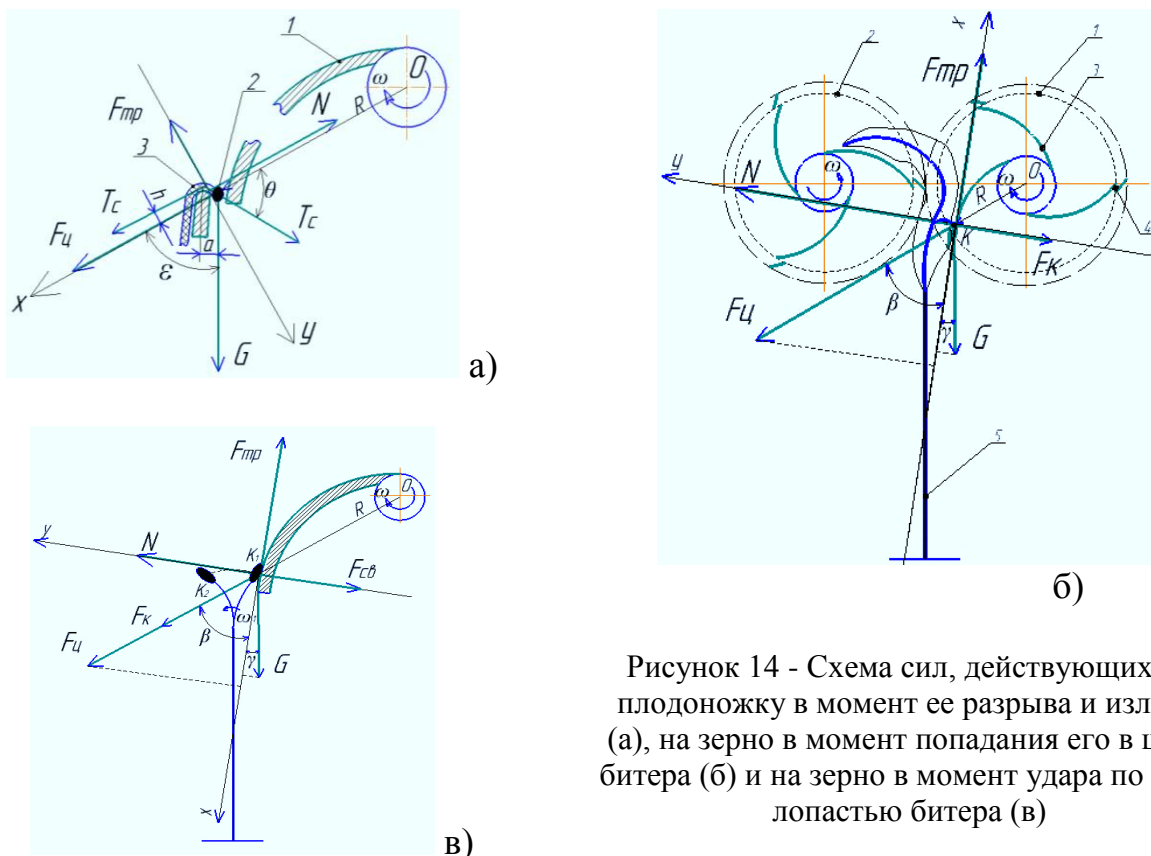 1
2
3
O
ω
R
N
Fтр
θ
h
Tс
Tс
a
Fц
ε
x
y
G
а)
x
2
1
3
Fтр
y
N
ω
O
ω
R
4
K
Fк
Fц
β
γ
G
5
б)
Fтр
ω
O
R
y
N
K₁
K₂
Fсв
Fк
ω₁
β
Fц
γ
G
x
в)
Рисунок 14 - Схема сил, действующих
плодоножку в момент ее разрыва и изл
(а), на зерно в момент попадания его в
битера (б) и на зерно в момент удара по
лопастью битера (в)